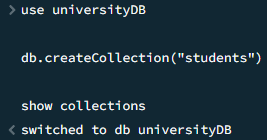 use universityDB
db.createCollection("students")
show collections
switched to db universityDB